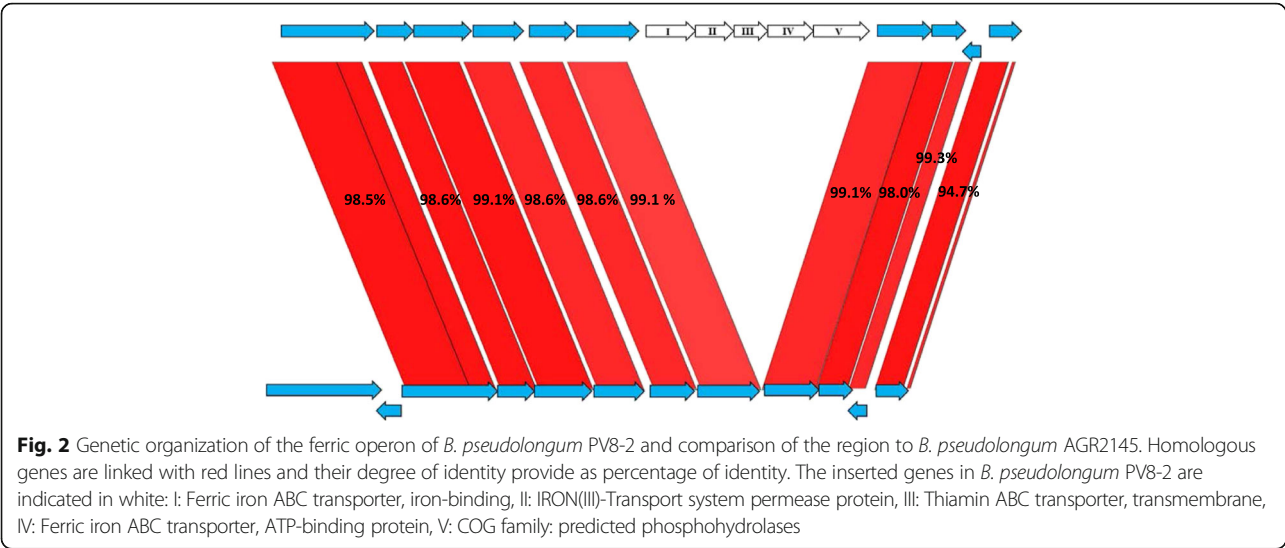 I II III IV V
99.3%
98.5% 98.6% 99.1% 98.6% 98.6% 99.1 % 99.1% 98.0% 94.7%
Fig. 2 Genetic organization of the ferric operon of B. pseudolongum PV8-2 and comparison of the region to B. pseudolongum AGR2145. Homologous
genes are linked with red lines and their degree of identity provide as percentage of identity. The inserted genes in B. pseudolongum PV8-2 are
indicated in white: I: Ferric iron ABC transporter, iron-binding, II: IRON(III)-Transport system permease protein, III: Thiamin ABC transporter, transmembrane,
IV: Ferric iron ABC transporter, ATP-binding protein, V: COG family: predicted phosphohydrolases